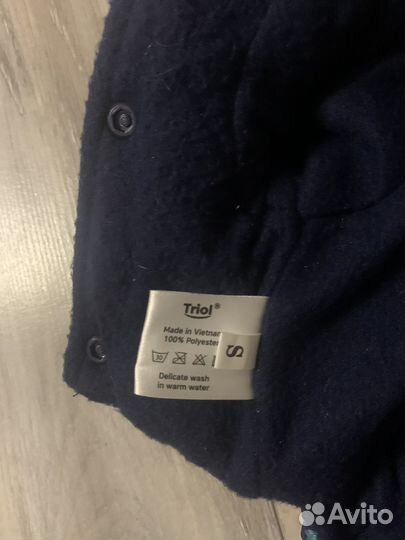 Triol®
Made in Vietnam
100% Polyester
S
30
Delicate wash
in warm water
Avito